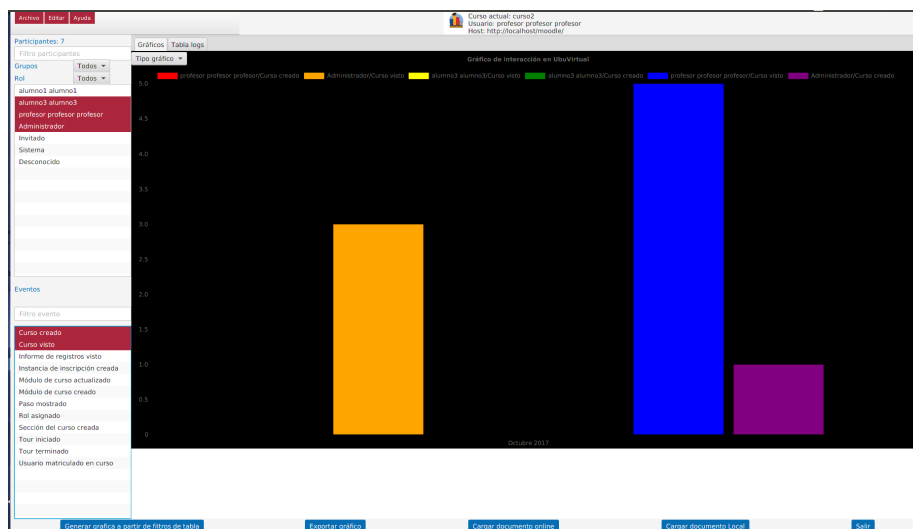 Archivo Editar Ayuda
Curso actual: curso2
Usuario: profesor profesor profesor
Host: http://localhost/moodle/
Participantes: 7
Filtro participantes
Grupos Todos
Rol Todos
alumno1 alumno1
alumno3 alumno3
profesor profesor profesor
Administrador
Invitado
Sistema
Desconocido
Eventos
Filtro evento
Curso creado
Curso visto
Informe de registros visto
Instancia de inscripción creada
Módulo de curso actualizado
Módulo de curso creado
Paso mostrado
Rol asignado
Sección del curso creada
Tour iniciado
Tour terminado
Usuario matriculado en curso
Gráficos Tabla logs
Tipo gráfico
Gráfico de interacción en UbuVirtual
profesor profesor profesor/Curso creado Administrador/Curso visto alumno3 alumno3/Curso visto alumno3 alumno3/Curso creado profesor profesor profesor/Curso visto Administrador/Curso creado
5.0
4.0
3.5
3.0
2.5
2.0
1.5
1.0
0.5
0
Octubre 2017
Generar grafica a partir de filtros de tabla Exportar gráfico Cargar documento online Cargar documento Local Salir